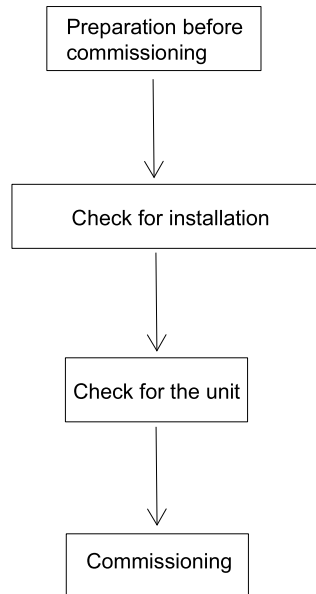 Preparation before
commissioning
Check for installation
Check for the unit
Commissioning